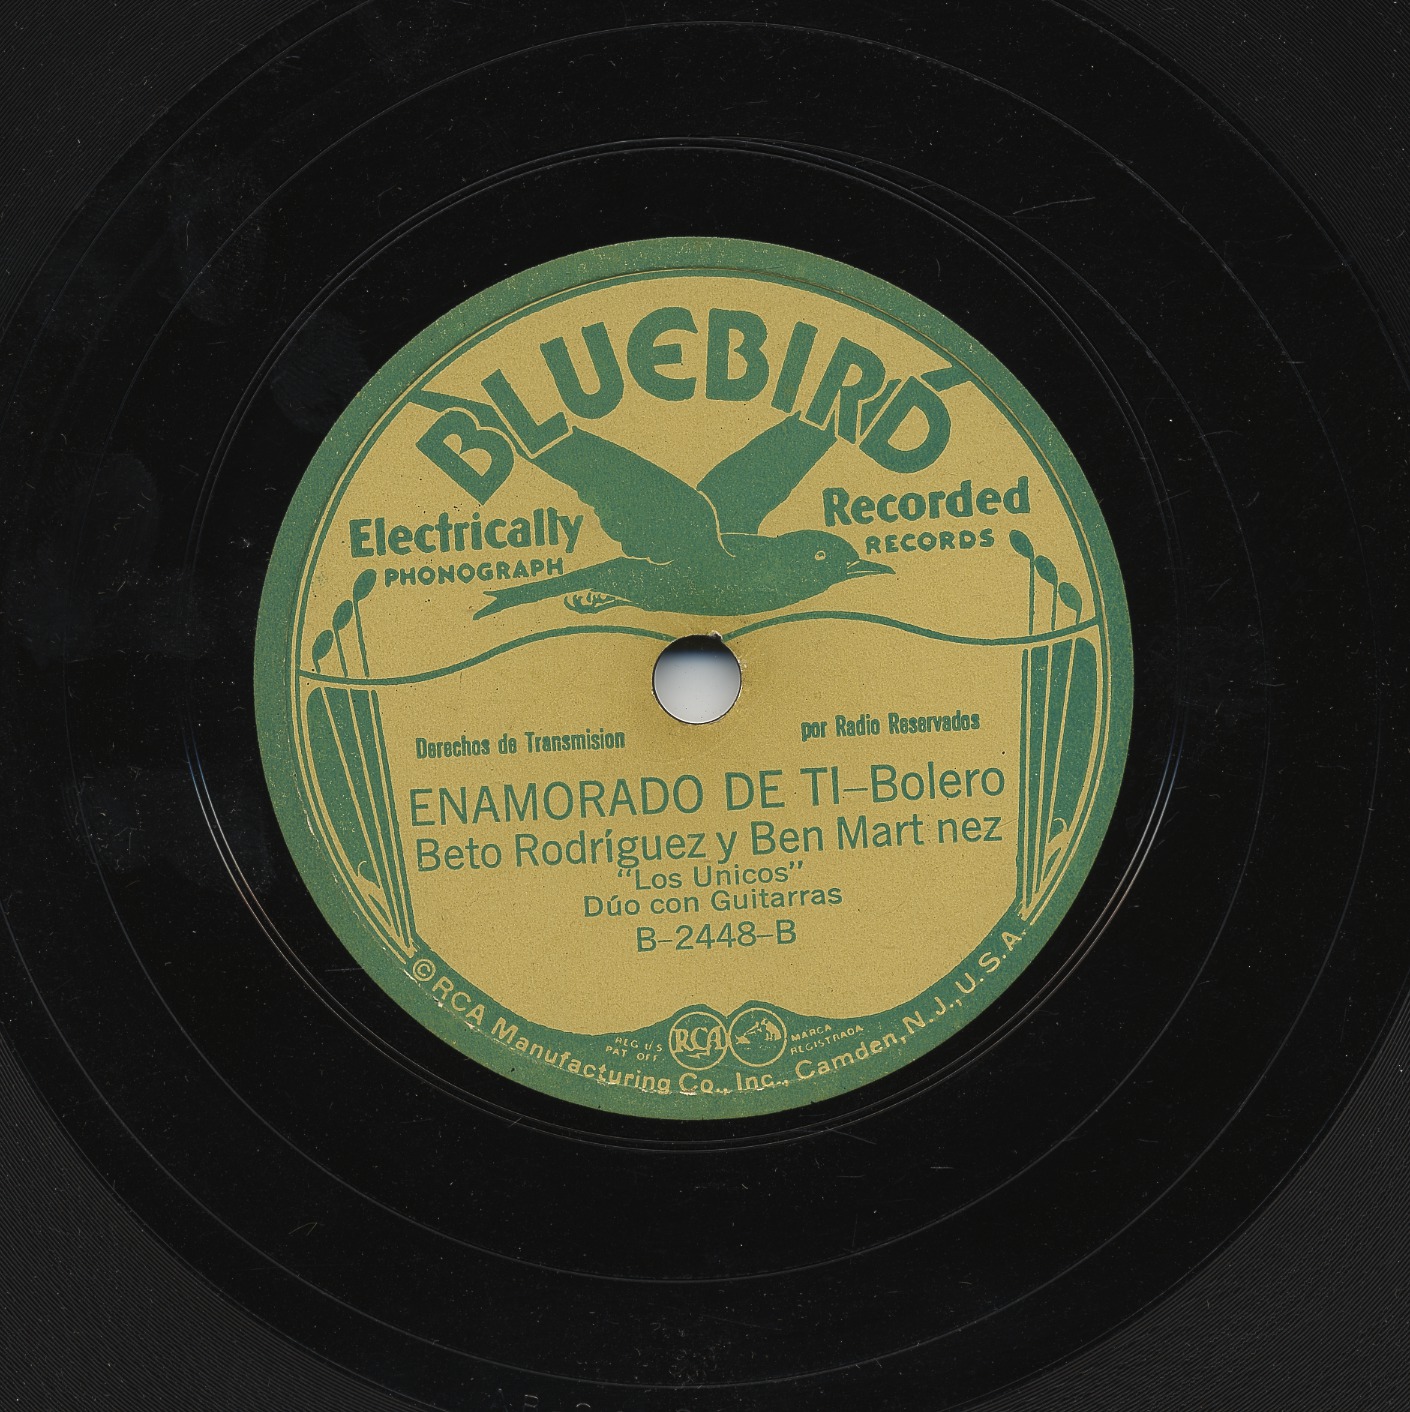 BLUEBIRD
Electrically Recorded
PHONOGRAPH RECORDS
Derechos de Transmision por Radio Reservados
ENAMORADO DE TI–Bolero
Beto Rodríguez y Ben Mart nez
"Los Unicos"
Dúo con Guitarras
B–2448–B
REG U/S
PAT OFF
RCA
MARCA
REGISTRADA
©RCA Manufacturing Co., Inc., Camden, N.J., U.S.A.